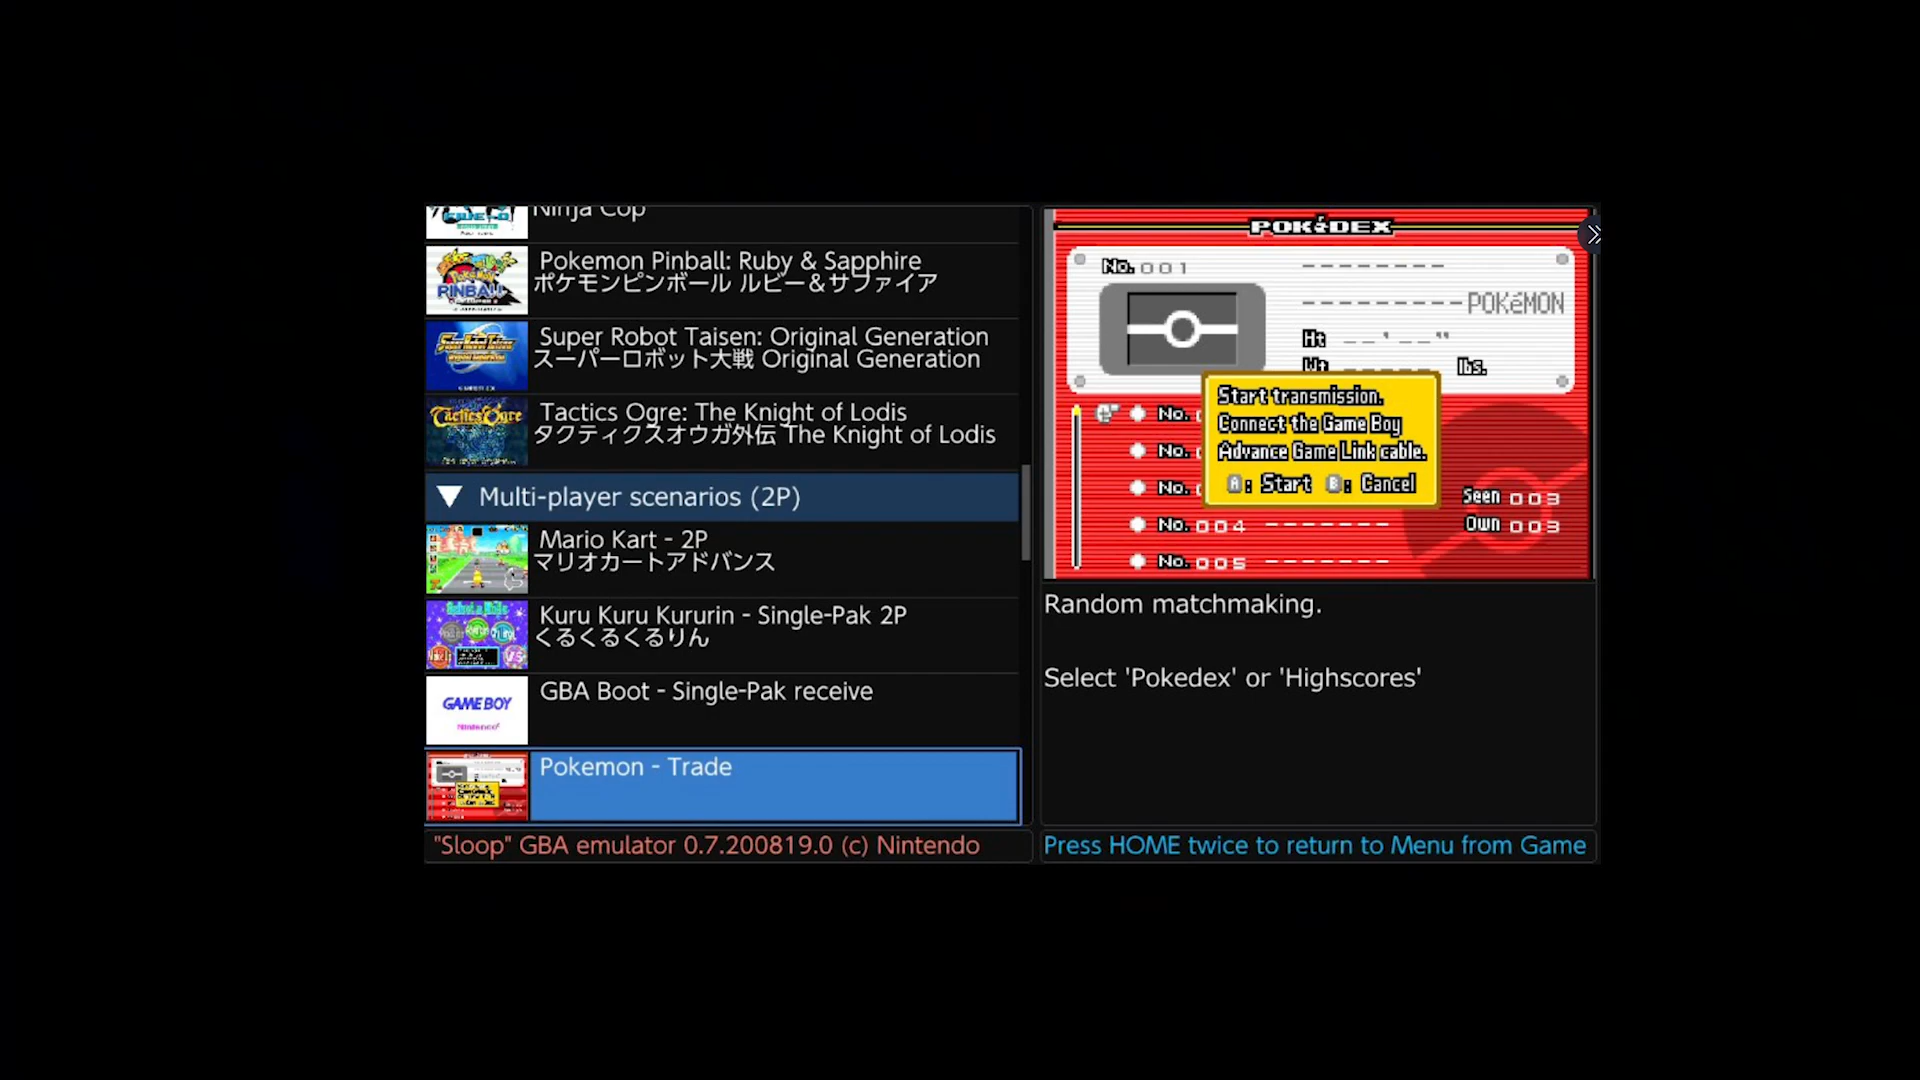 Ninja Cop
Pokemon Pinball: Ruby & Sapphire
ポケモンピンボール ルビー&サファイア
Super Robot Taisen: Original Generation
スーパーロボット大戦 Original Generation
Tactics Ogre
Tactics Ogre: The Knight of Lodis
タクティクスオウガ外伝 The Knight of Lodis
Multi-player scenarios (2P)
Mario Kart - 2P
マリオカートアドバンス
Kuru Kuru Kururin - Single-Pak 2P
くるくるくるりん
GAME BOY
Nintendo
GBA Boot - Single-Pak receive
Pokemon - Trade
"Sloop" GBA emulator 0.7.200819.0 (c) Nintendo
POKéDEX
No. 001 ----------
----------- POKéMON
Ht __'__"
Wt _____ lbs.
Start transmission.
Connect the Game Boy
Advance Game Link cable.
A: Start B: Cancel
No.
No.
No.
No. 004 ----------
No. 005 ----------
Seen 003
Own 003
Random matchmaking.
Select 'Pokedex' or 'Highscores'
Press HOME twice to return to Menu from Game